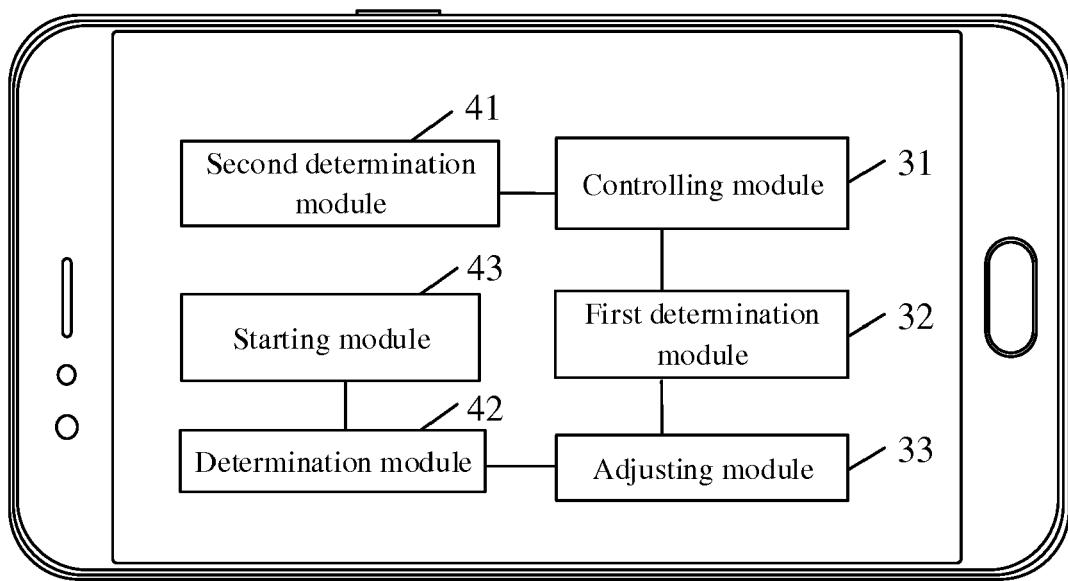 41
Second determination
module
Controlling module
31
43
Starting module
First determination
module
32
42
Determination module
Adjusting module
33